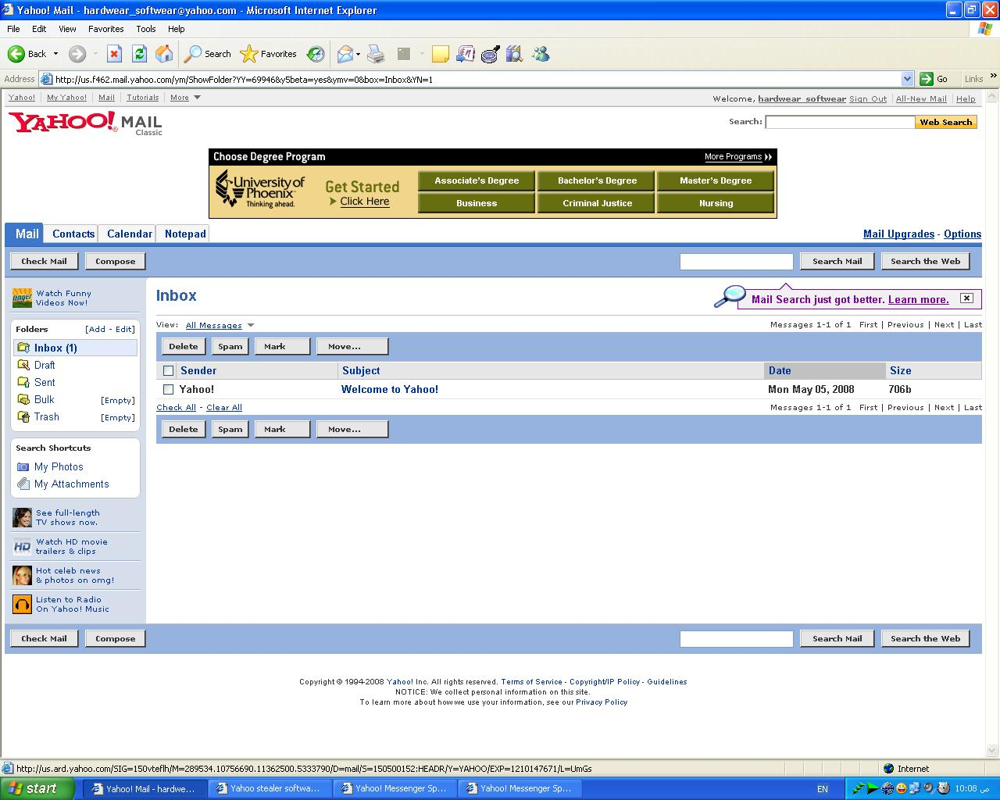 Yahoo! Mail - hardwear_softwear@yahoo.com - Microsoft Internet Explorer
File Edit View Favorites Tools Help
Back Search Favorites
Address http://us.f462.mail.yahoo.com/ym/ShowFolder?YY=69946&y5beta=yes&ymv=0&box=Inbox&YN=1 Go Links »
Yahoo! My Yahoo! Mail Tutorials More Welcome, hardwear_softwear Sign Out All-New Mail Help
YAHOO! MAIL Classic
Search: Web Search
Choose Degree Program More Programs
University of Phoenix Thinking ahead.
Get Started
Click Here
Associate's Degree Bachelor's Degree Master's Degree
Business Criminal Justice Nursing
Mail Contacts Calendar Notepad Mail Upgrades - Options
Check Mail Compose Search Mail Search the Web
Watch Funny
Videos Now!
Folders [Add - Edit]
Inbox (1)
Draft
Sent
Bulk [Empty]
Trash [Empty]
Search Shortcuts
My Photos
My Attachments
See full-length
TV shows now.
Watch HD movie
trailers & clips
Hot celeb news
& photos on omg!
Listen to Radio
On Yahoo! Music
Inbox
Mail Search just got better. Learn more.
View: All Messages Messages 1-1 of 1 First | Previous | Next | Last
Delete Spam Mark Move...
Sender Subject Date Size
Yahoo! Welcome to Yahoo! Mon May 05, 2008 706b
Check All - Clear All Messages 1-1 of 1 First | Previous | Next | Last
Delete Spam Mark Move...
Check Mail Compose Search Mail Search the Web
Copyright © 1994-2008 Yahoo! Inc. All rights reserved. Terms of Service - Copyright/IP Policy - Guidelines
NOTICE: We collect personal information on this site.
To learn more about how we use your information, see our Privacy Policy
http://us.ard.yahoo.com/SIG=150vteflh/M=289534.10756690.11362500.5333790/D=mail/S=150500152:HEADR/Y=YAHOO/EXP=1210147671/L=UmGs Internet
start Yahoo! Mail - hardwe... Yahoo stealer softwa... Yahoo! Messenger Sp... Yahoo! Messenger Sp... EN 10:08 ص